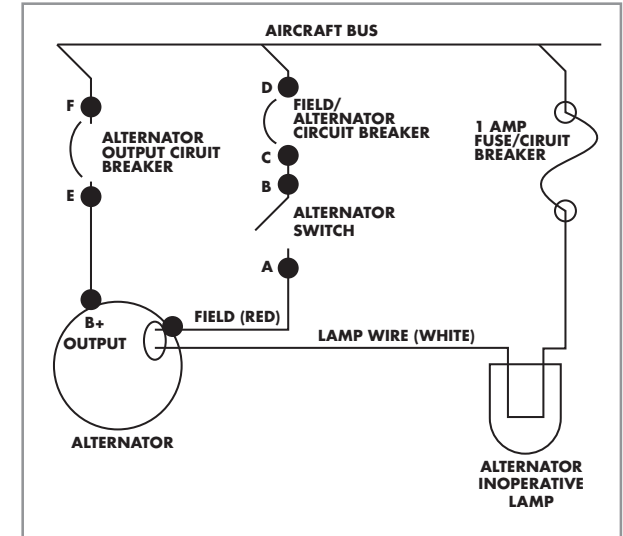 AIRCRAFT BUS
D
F
FIELD/
ALTERNATOR
CIRCUIT BREAKER
1 AMP
FUSE/CIRUIT
BREAKER
ALTERNATOR
OUTPUT CIRUIT
BREAKER
C
B
E
ALTERNATOR
SWITCH
A
B+
OUTPUT
FIELD (RED)
LAMP WIRE (WHITE)
ALTERNATOR
ALTERNATOR
INOPERATIVE
LAMP